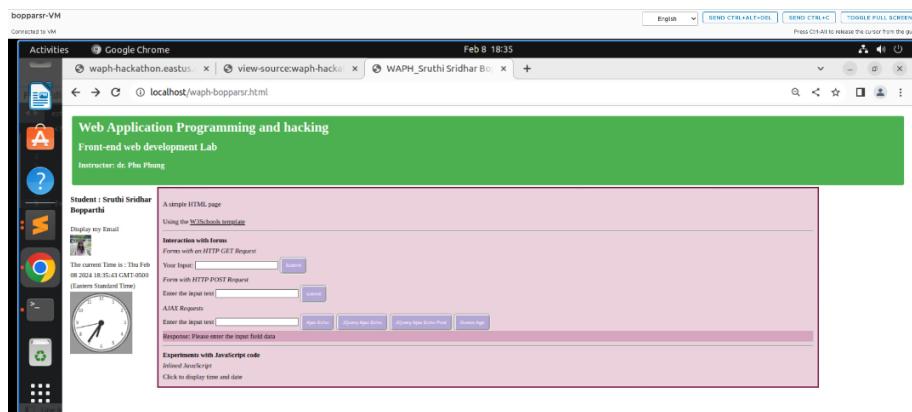 bopparsr-VM
English
SEND CTRL+ALT+DEL
SEND CTRL+C
TOGGLE FULL SCREEN
Connected to VM
Press Ctrl-Alt to release the cursor from the gu
Activities
Google Chrome
Feb 8 18:35
waph-hackathon.eastus.
view-source:waph-hacka
WAPH_Sruthi Sridhar Bo
localhost/waph-bopparsr.html
Web Application Programming and hacking
Front-end web development Lab
Instructor: dr. Phu Phung
Student : Sruthi Sridhar
Bopparthi
Display my Email
The current Time is : Thu Feb
08 2024 18:35:43 GMT-0500
(Eastern Standard Time)
A simple HTML page
Using the W3Schools template
Interaction with forms
Forms with an HTTP GET Request
Your Input:
Submit
Form with HTTP POST Request
Enter the input text
Submit
AJAX Requests
Enter the input text
Ajax Echo
JQuery Ajax Echo
JQuery Ajax Echo Post
Guess Age
Response: Please enter the input field data
Experiments with JavaScript code
Inlined JavaScript
Click to display time and date